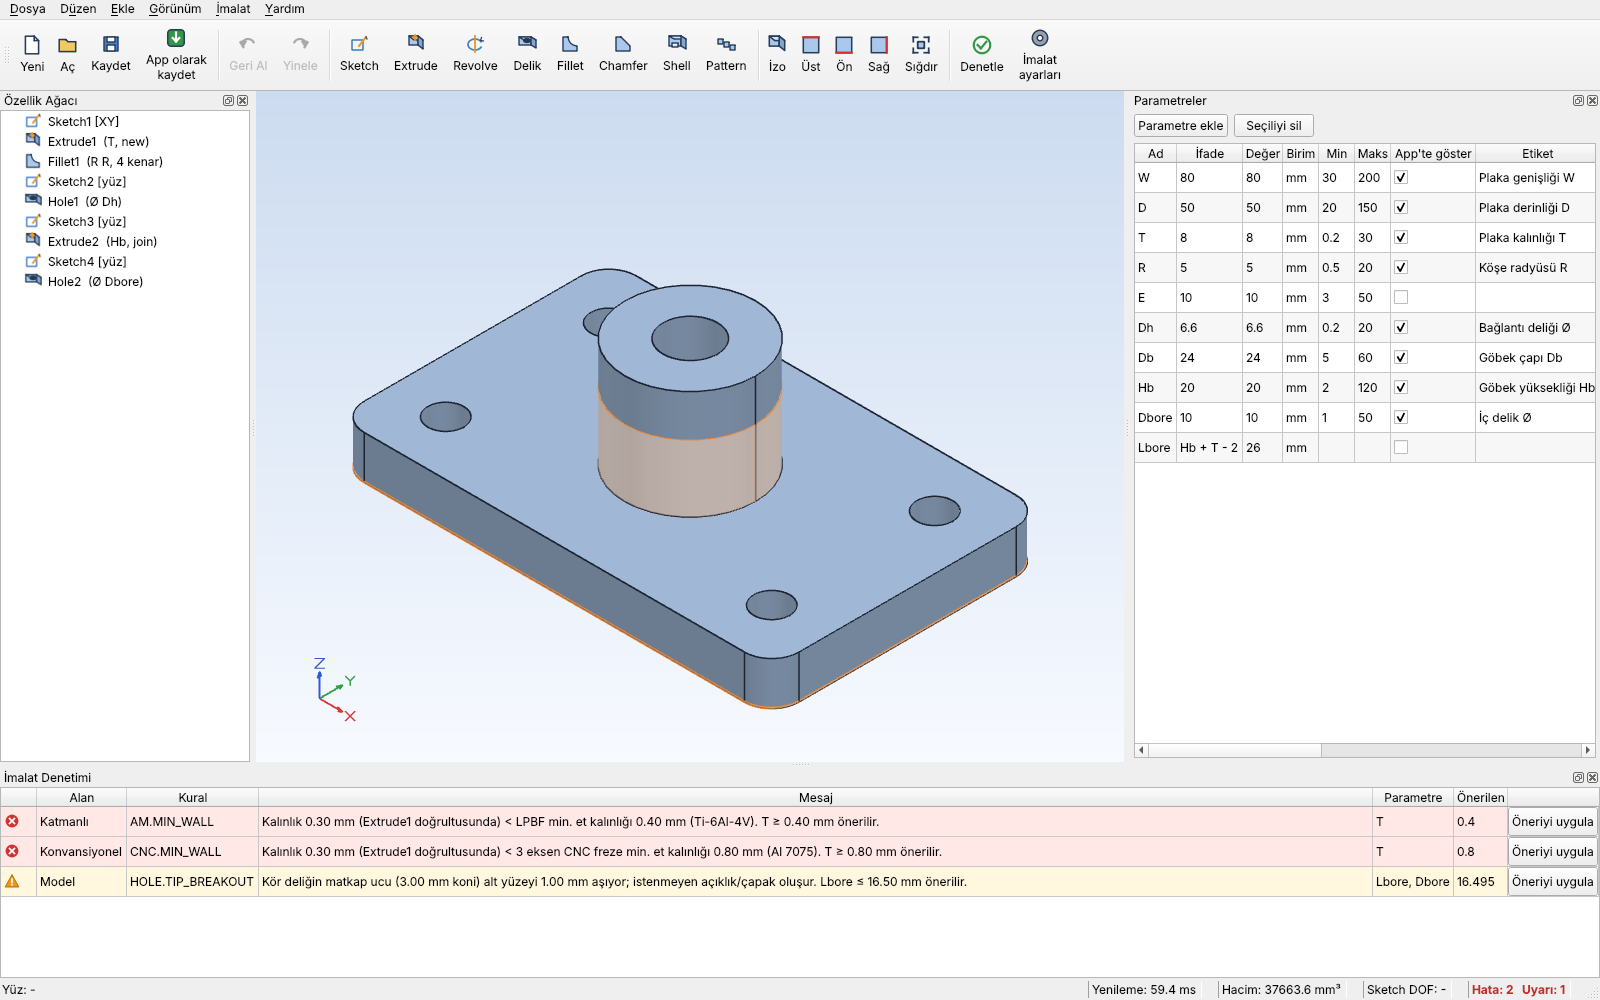 Dosya Düzen Ekle Görünüm İmalat Yardım
Yeni Aç Kaydet App olarak kaydet Geri Al Yinele Sketch Extrude Revolve Delik Fillet Chamfer Shell Pattern İzo Üst Ön Sağ Sığdır Denetle İmalat ayarları
Özellik Ağacı
Sketch1 [XY]
Extrude1 (T, new)
Fillet1 (R R, 4 kenar)
Sketch2 [yüz]
Hole1 (Ø Dh)
Sketch3 [yüz]
Extrude2 (Hb, join)
Sketch4 [yüz]
Hole2 (Ø Dbore)
Z
Y
X
Parametreler
Parametre ekle Seçiliyi sil
Ad İfade Değer Birim Min Maks App'te göster Etiket
W 80 80 mm 30 200 Plaka genişliği W
D 50 50 mm 20 150 Plaka derinliği D
T 8 8 mm 0.2 30 Plaka kalınlığı T
R 5 5 mm 0.5 20 Köşe radyüsü R
E 10 10 mm 3 50
Dh 6.6 6.6 mm 0.2 20 Bağlantı deliği Ø
Db 24 24 mm 5 60 Göbek çapı Db
Hb 20 20 mm 2 120 Göbek yüksekliği Hb
Dbore 10 10 mm 1 50 İç delik Ø
Lbore Hb + T - 2 26 mm
İmalat Denetimi
Alan Kural Mesaj Parametre Önerilen
Katmanlı AM.MIN_WALL Kalınlık 0.30 mm (Extrude1 doğrultusunda) < LPBF min. et kalınlığı 0.40 mm (Ti-6Al-4V). T ≥ 0.40 mm önerilir. T 0.4 Öneriyi uygula
Konvansiyonel CNC.MIN_WALL Kalınlık 0.30 mm (Extrude1 doğrultusunda) < 3 eksen CNC freze min. et kalınlığı 0.80 mm (Al 7075). T ≥ 0.80 mm önerilir. T 0.8 Öneriyi uygula
Model HOLE.TIP_BREAKOUT Kör deliğin matkap ucu (3.00 mm koni) alt yüzeyi 1.00 mm aşıyor; istenmeyen açıklık/çapak oluşur. Lbore ≤ 16.50 mm önerilir. Lbore, Dbore 16.495 Öneriyi uygula
Yüz: - Yenileme: 59.4 ms Hacim: 37663.6 mm³ Sketch DOF: - Hata: 2 Uyarı: 1